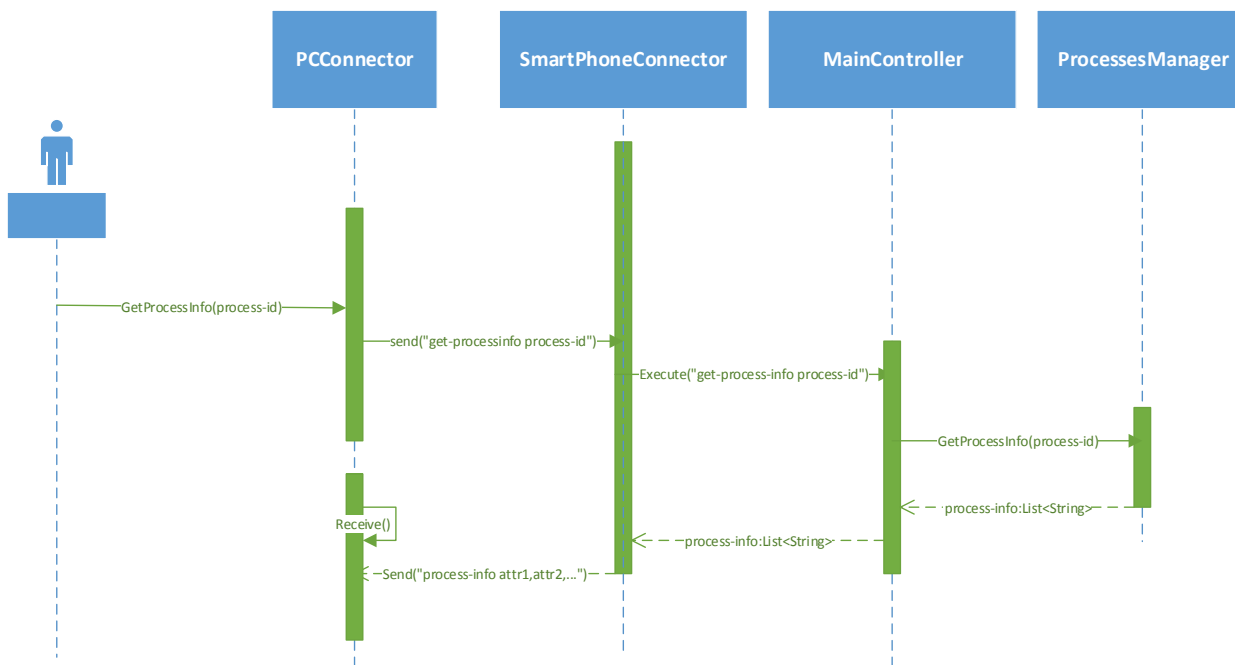 PCConnector
SmartPhoneConnector
MainController
ProcessesManager
GetProcessInfo(process-id)
send("get-processinfo process-id")
Execute("get-process-info process-id")
GetProcessInfo(process-id)
process-info:List<String>
Receive()
process-info:List<String>
Send("process-info attr1,attr2,...")